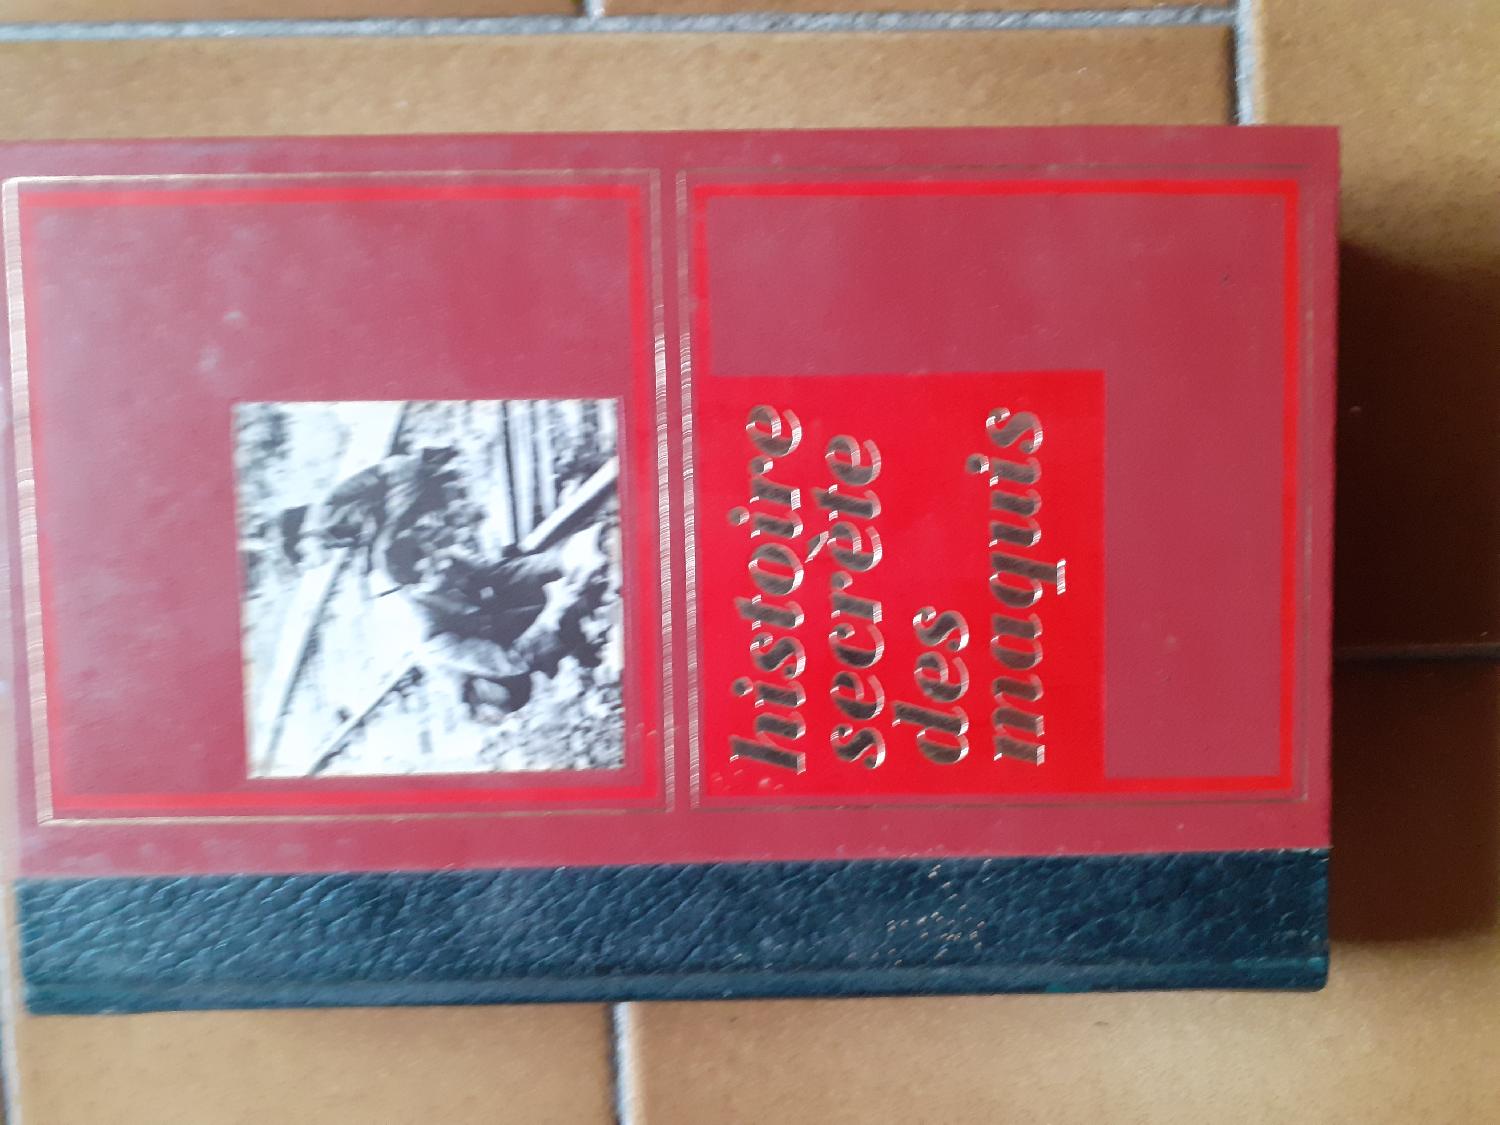 histoire
secrète
des
maquis